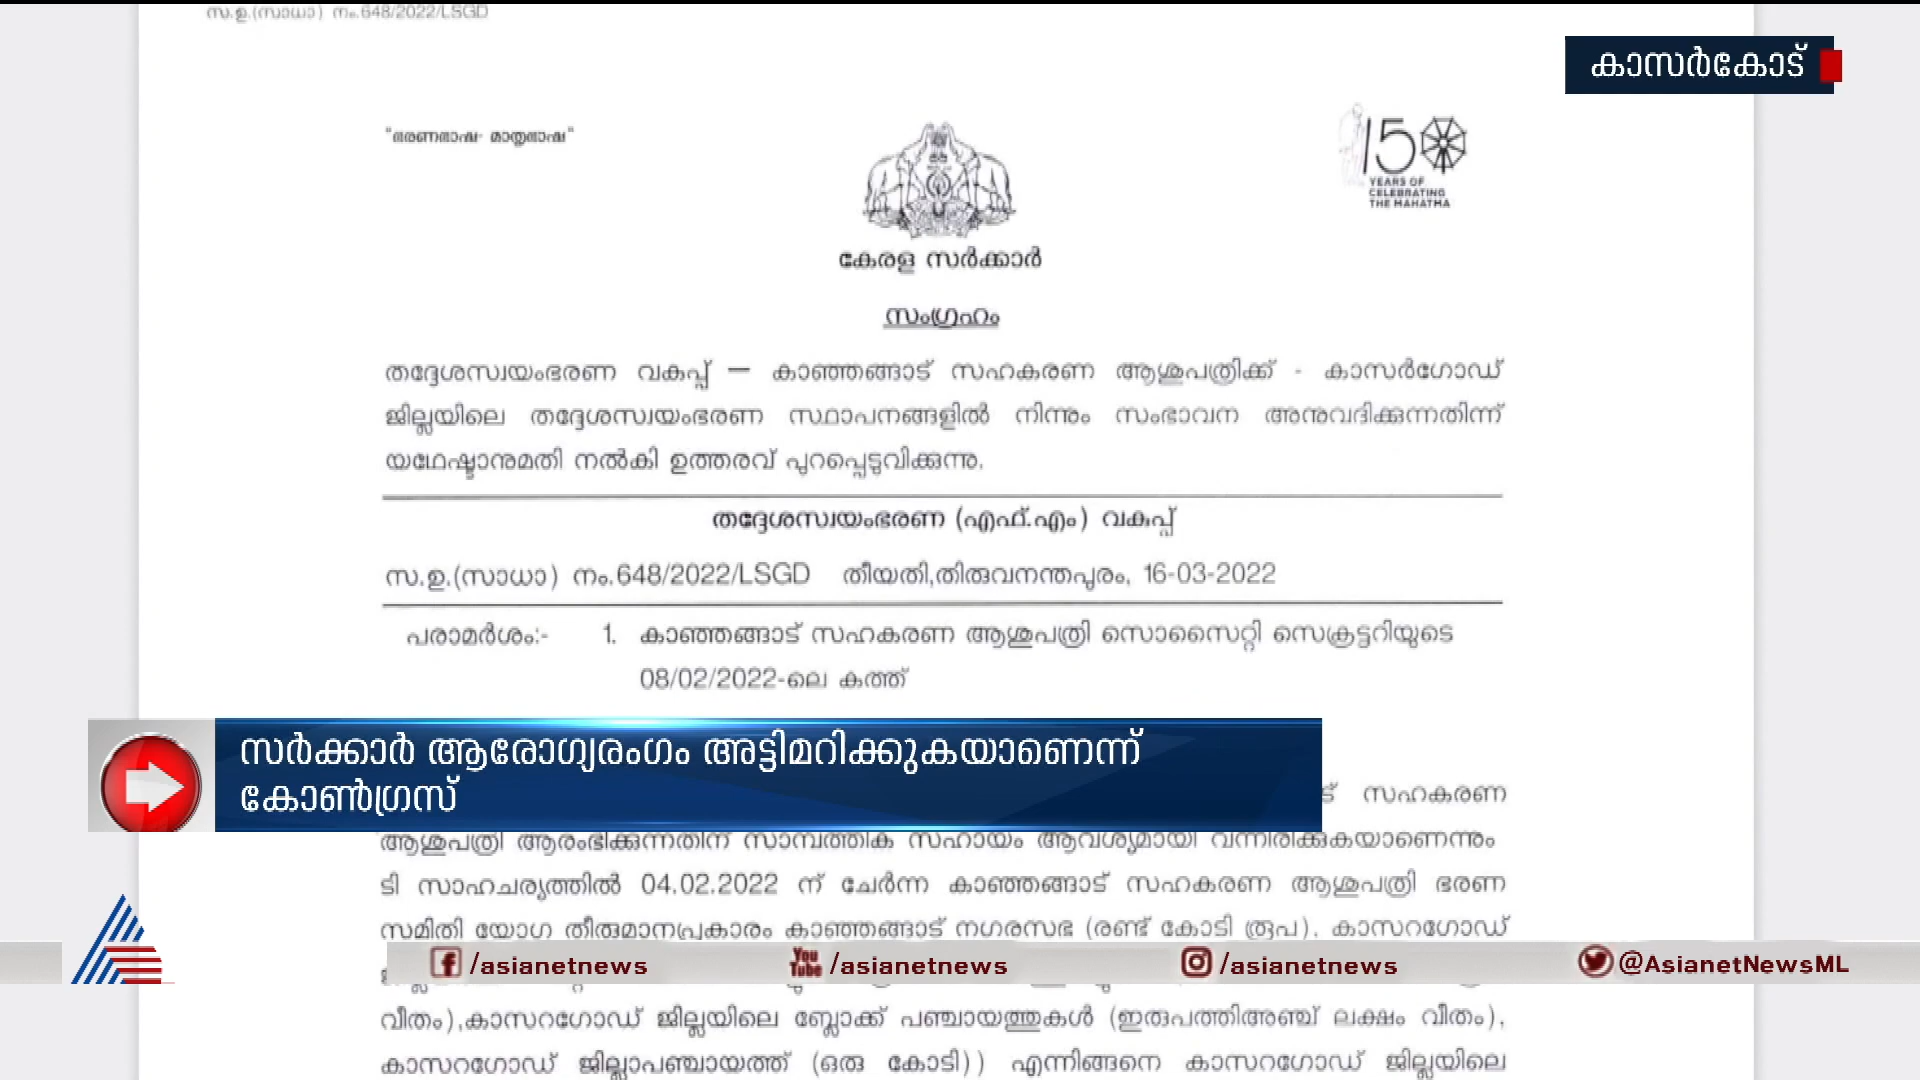 സ.ഉ.(സാധാ) നം.648/2022/LSGD
കാസർകോട്
"ഭരണഭാഷ- മാതൃഭാഷ"
150
YEARS OF
CELEBRATING
THE MAHATMA
കേരള സർക്കാർ
സംഗ്രഹം
തദ്ദേശസ്വയംഭരണ വകുപ്പ് – കാഞ്ഞങ്ങാട് സഹകരണ ആശുപത്രിക്ക് - കാസർഗോഡ്
ജില്ലയിലെ തദ്ദേശസ്വയംഭരണ സ്ഥാപനങ്ങളിൽ നിന്നും സംഭാവന അനുവദിക്കുന്നതിന്
യഥേഷ്ടാനുമതി നൽകി ഉത്തരവ് പുറപ്പെടുവിക്കുന്നു.
തദ്ദേശസ്വയംഭരണ (എഫ്.എം) വകുപ്പ്
സ.ഉ.(സാധാ) നം.648/2022/LSGD തീയതി,തിരുവനന്തപുരം, 16-03-2022
പരാമർശം:- 1. കാഞ്ഞങ്ങാട് സഹകരണ ആശുപത്രി സൊസൈറ്റി സെക്രട്ടറിയുടെ
08/02/2022-ലെ കത്ത്
സർക്കാർ ആരോഗ്യരംഗം അട്ടിമറിക്കുകയാണെന്ന്
കോൺഗ്രസ്
സഹകരണ
ആശുപത്രി ആരംഭിക്കുന്നതിന് സാമ്പത്തിക സഹായം ആവശ്യമായി വന്നിരിക്കുകയാണെന്നും
ടി സാഹചര്യത്തിൽ 04.02.2022 ന് ചേർന്ന കാഞ്ഞങ്ങാട് സഹകരണ ആശുപത്രി ഭരണ
സമിതി യോഗ തീരുമാനപ്രകാരം കാഞ്ഞങ്ങാട് നഗരസഭ (രണ്ട് കോടി രൂപ), കാസറഗോഡ്
/asianetnews You Tube /asianetnews /asianetnews @AsianetNewsML
വീതം),കാസറഗോഡ് ജില്ലയിലെ ബ്ലോക്ക് പഞ്ചായത്തുകൾ (ഇരുപത്തിഅഞ്ച് ലക്ഷം വീതം),
കാസറഗോഡ് ജില്ലാപഞ്ചായത്ത് (ഒരു കോടി)) എന്നിങ്ങനെ കാസറഗോഡ് ജില്ലയിലെ